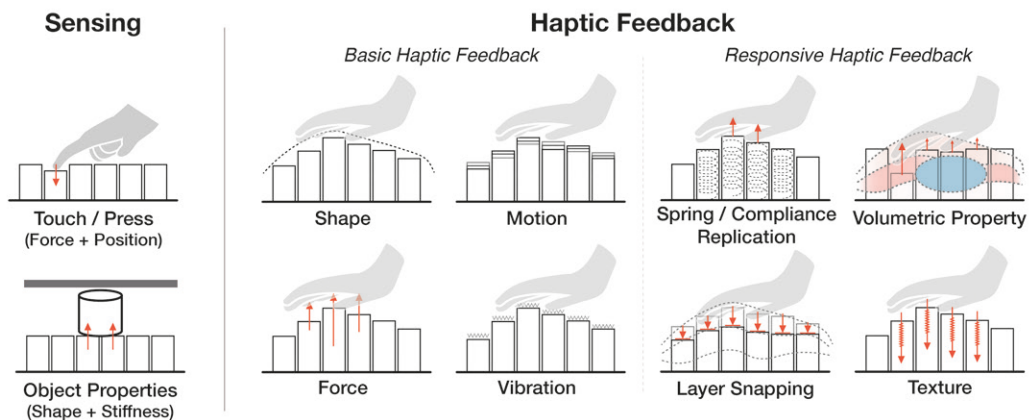 Sensing
Touch / Press
(Force + Position)
Object Properties
(Shape + Stiffness)
Haptic Feedback
Basic Haptic Feedback
Shape
Motion
Force
Vibration
Responsive Haptic Feedback
Spring / Compliance
Replication
Volumetric Property
Layer Snapping
Texture